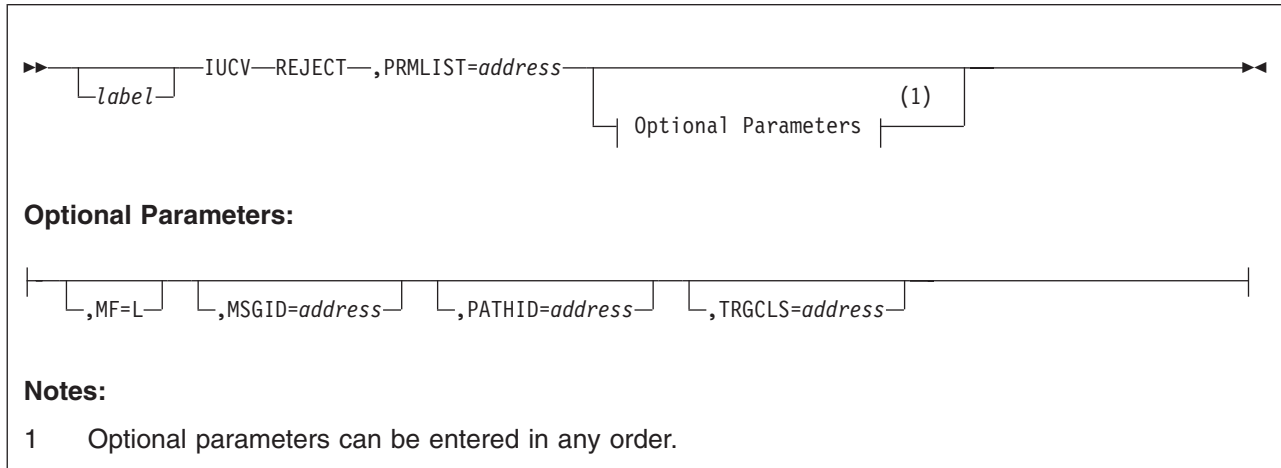 IUCV REJECT ,PRMLIST=address
label
(1)
Optional Parameters
Optional Parameters:
,MF=L ,MSGID=address ,PATHID=address ,TRGCLS=address
Notes:
1 Optional parameters can be entered in any order.